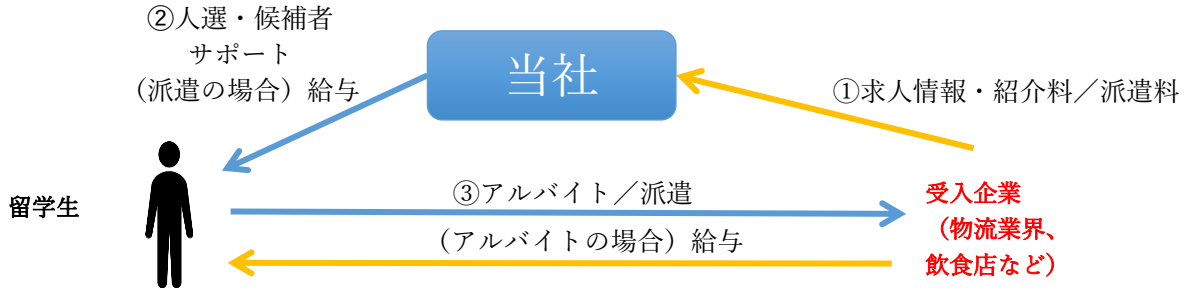 ②人選・候補者
サポート
（派遣の場合）給与
当社
①求人情報・紹介料／派遣料
留学生
③アルバイト／派遣
（アルバイトの場合）給与
受入企業
（物流業界、
飲食店など）